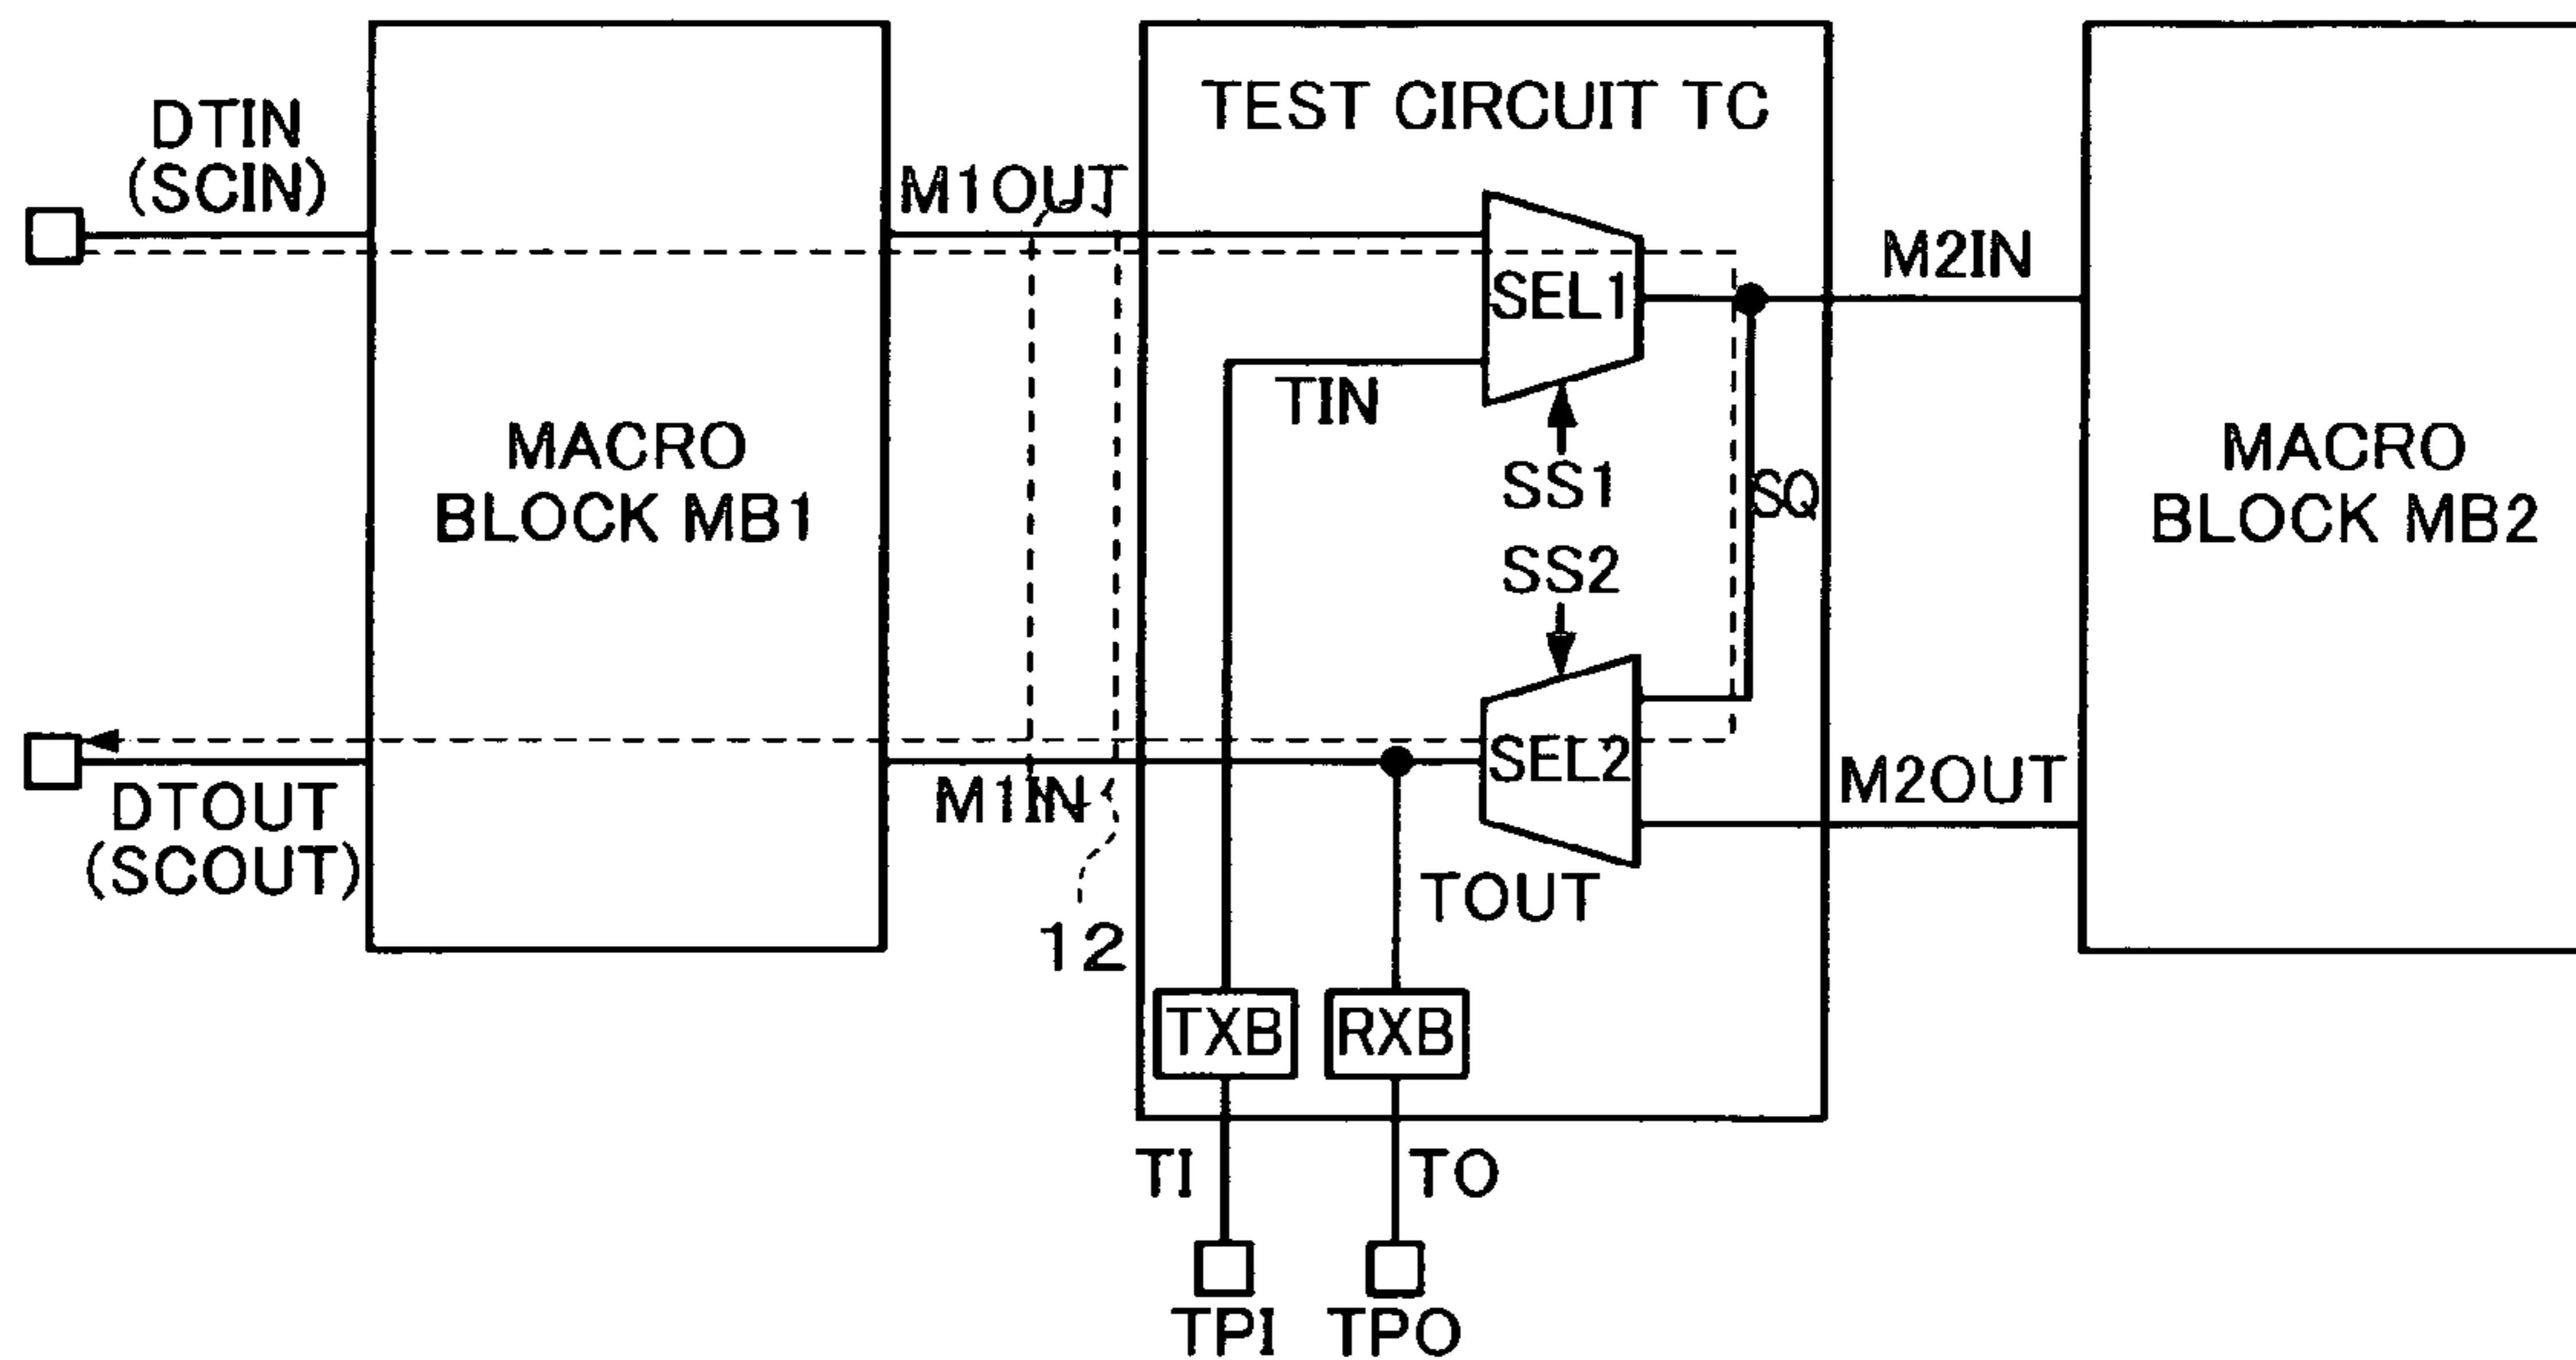 DTIN
(SCIN)
MACRO
BLOCK MB1
DTOUT
(SCOUT)
M1OUT
M1IN
12
TEST CIRCUIT TC
SEL1
TIN
SS1
SS2
SQ
SEL2
TOUT
TXB
RXB
TI
TO
TPI
TPO
M2IN
M2OUT
MACRO
BLOCK MB2